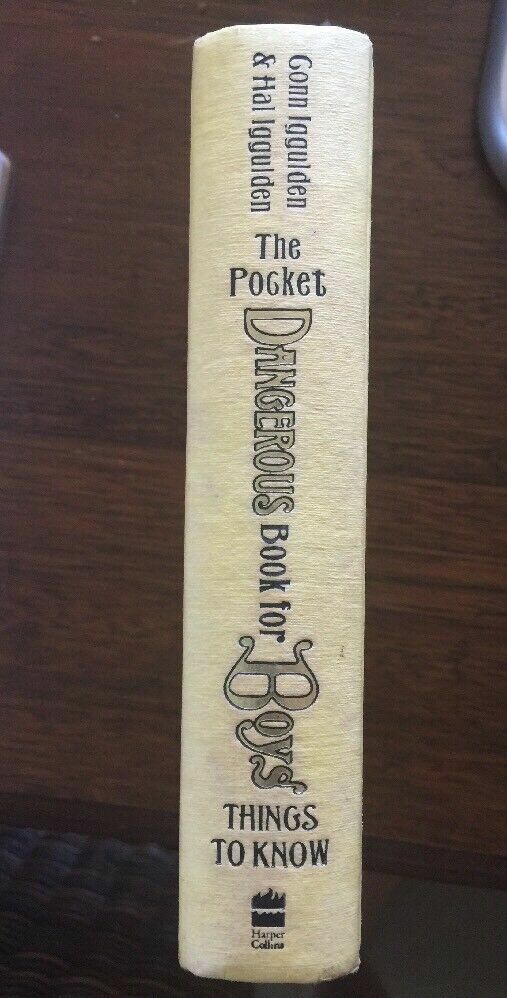 Conn Iggulden
& Hal Iggulden
The
Pocket
DANGEROUS
Book for
Boys
THINGS
TO KNOW
Harper
Collins